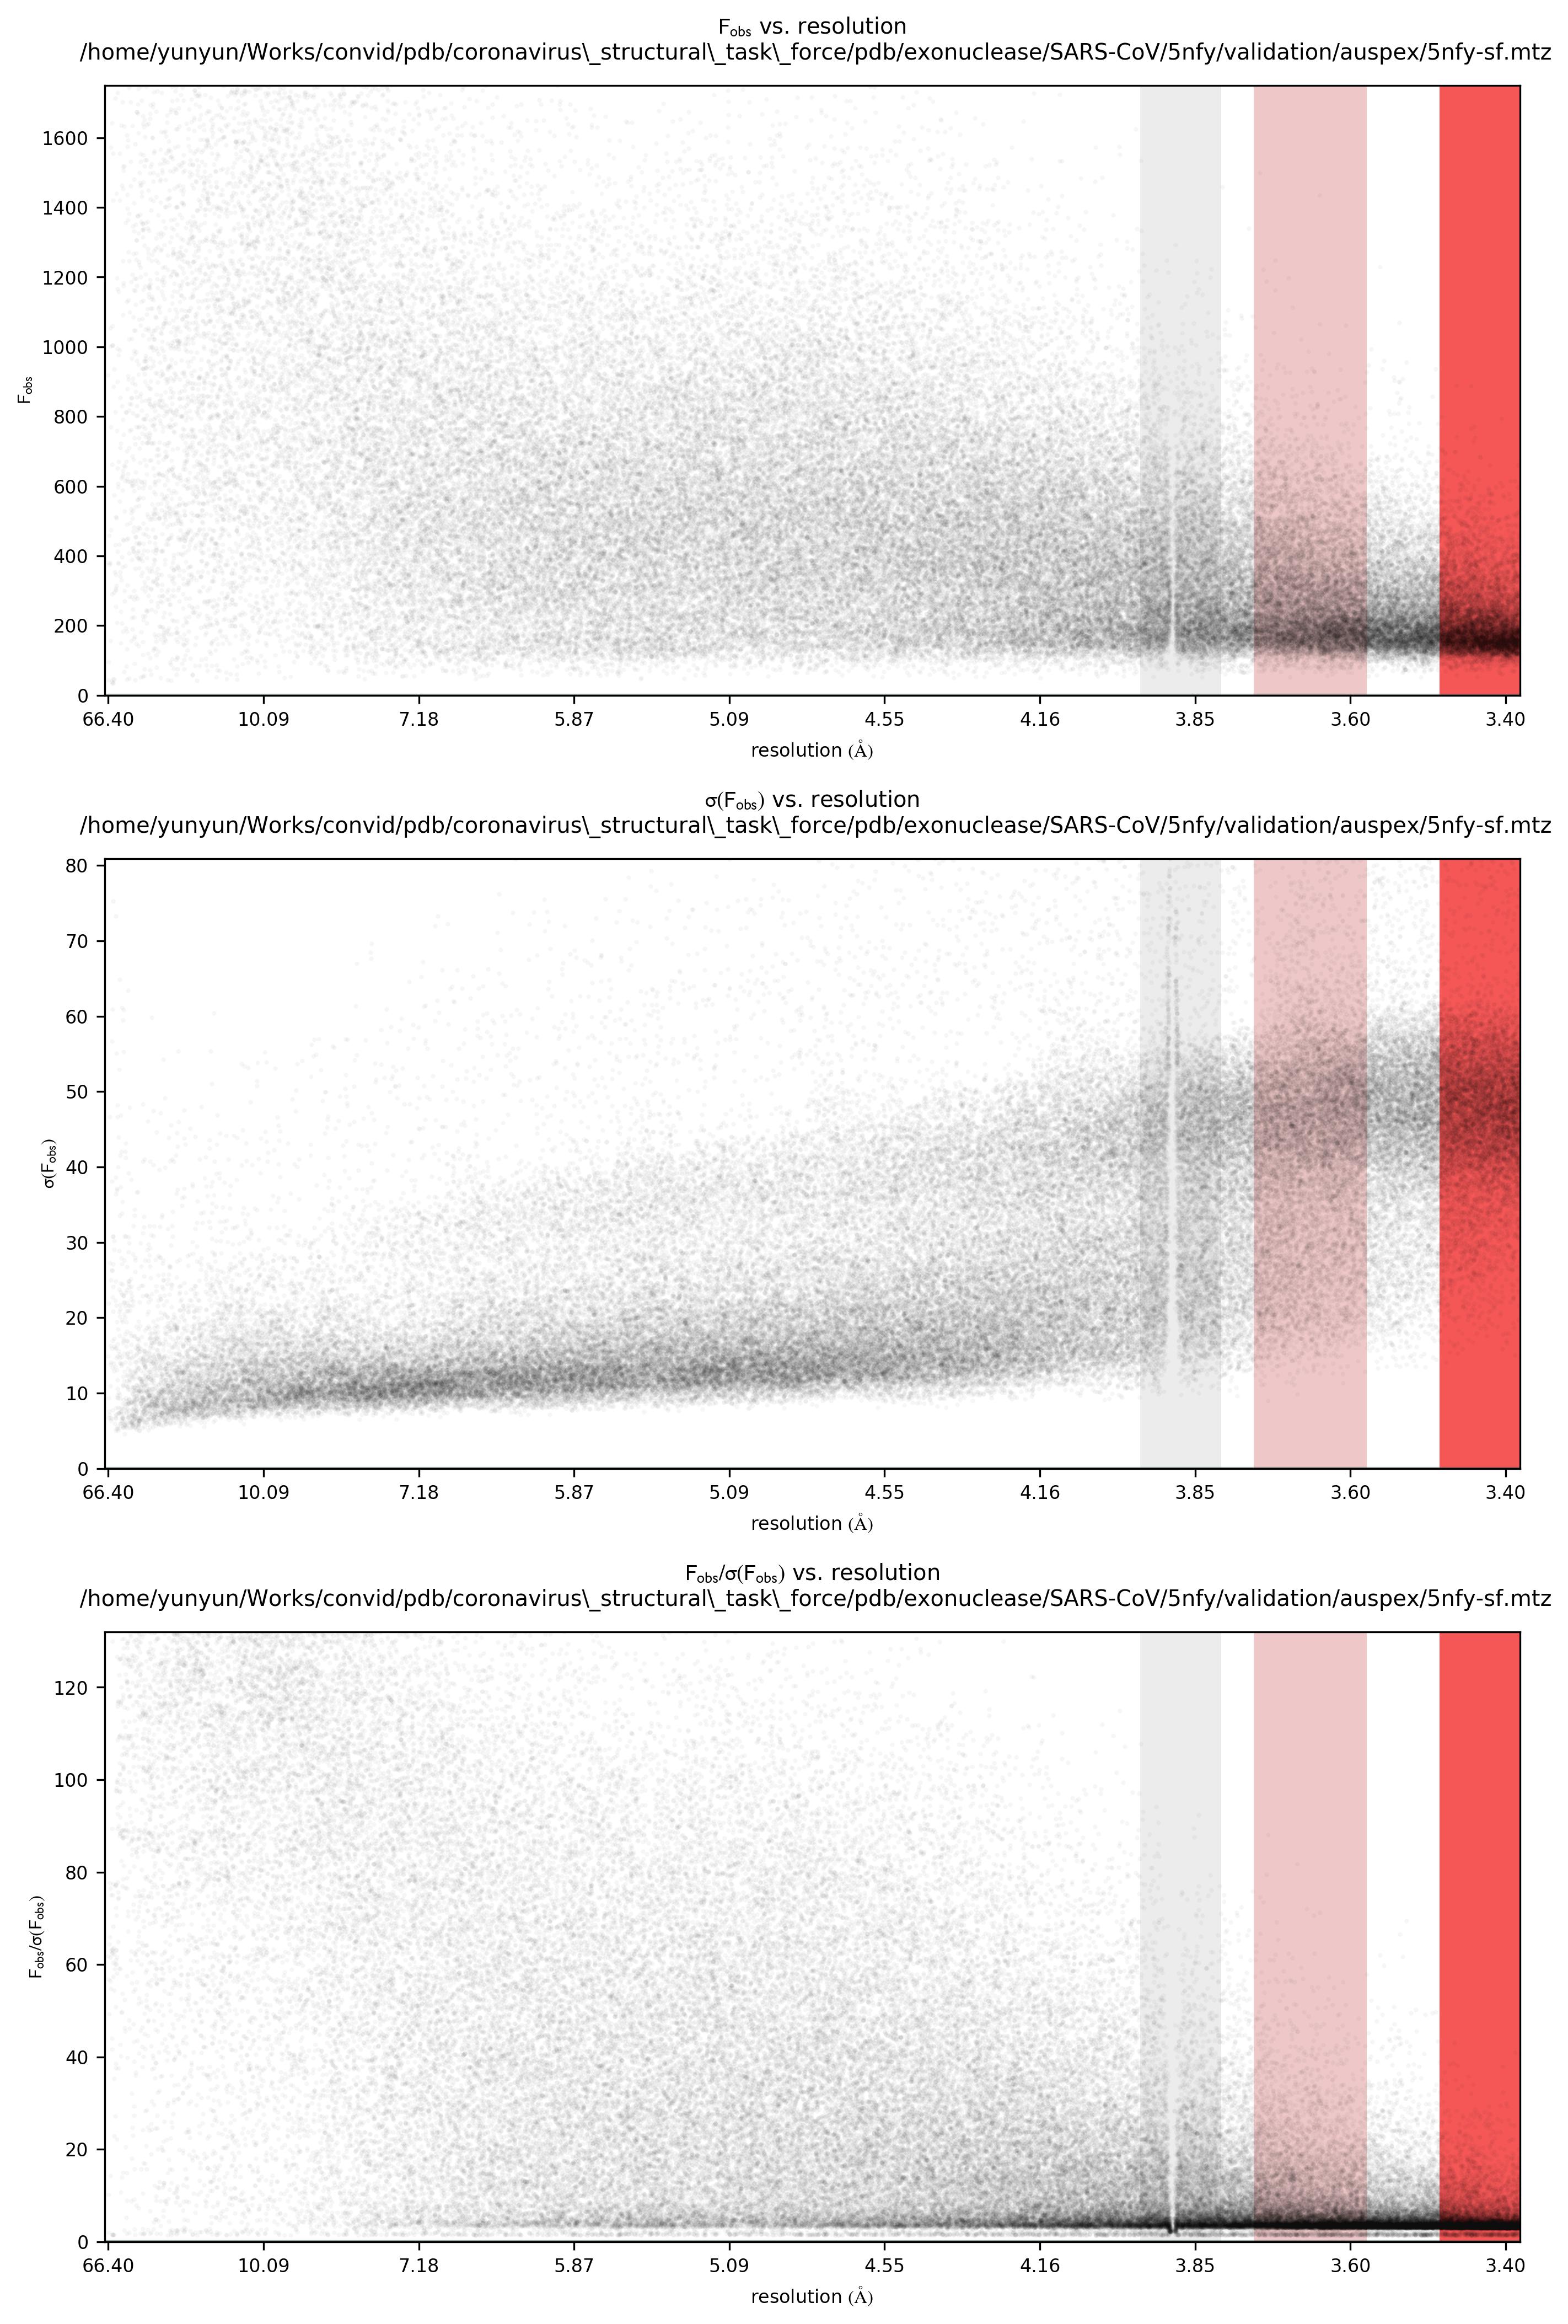 Fobs vs. resolution
/home/yunyun/Works/convid/pdb/coronavirus\_structural\_task\_force/pdb/exonuclease/SARS-CoV/5nfy/validation/auspex/5nfy-sf.mtz
1600
1400
1200
1000
800
600
400
200
0
Fobs
66.40 10.09 7.18 5.87 5.09 4.55 4.16 3.85 3.60 3.40
resolution (Å)
σ(Fobs) vs. resolution
/home/yunyun/Works/convid/pdb/coronavirus\_structural\_task\_force/pdb/exonuclease/SARS-CoV/5nfy/validation/auspex/5nfy-sf.mtz
80
70
60
50
40
30
20
10
0
σ(Fobs)
66.40 10.09 7.18 5.87 5.09 4.55 4.16 3.85 3.60 3.40
resolution (Å)
Fobs/σ(Fobs) vs. resolution
/home/yunyun/Works/convid/pdb/coronavirus\_structural\_task\_force/pdb/exonuclease/SARS-CoV/5nfy/validation/auspex/5nfy-sf.mtz
120
100
80
60
40
20
0
Fobs/σ(Fobs)
66.40 10.09 7.18 5.87 5.09 4.55 4.16 3.85 3.60 3.40
resolution (Å)